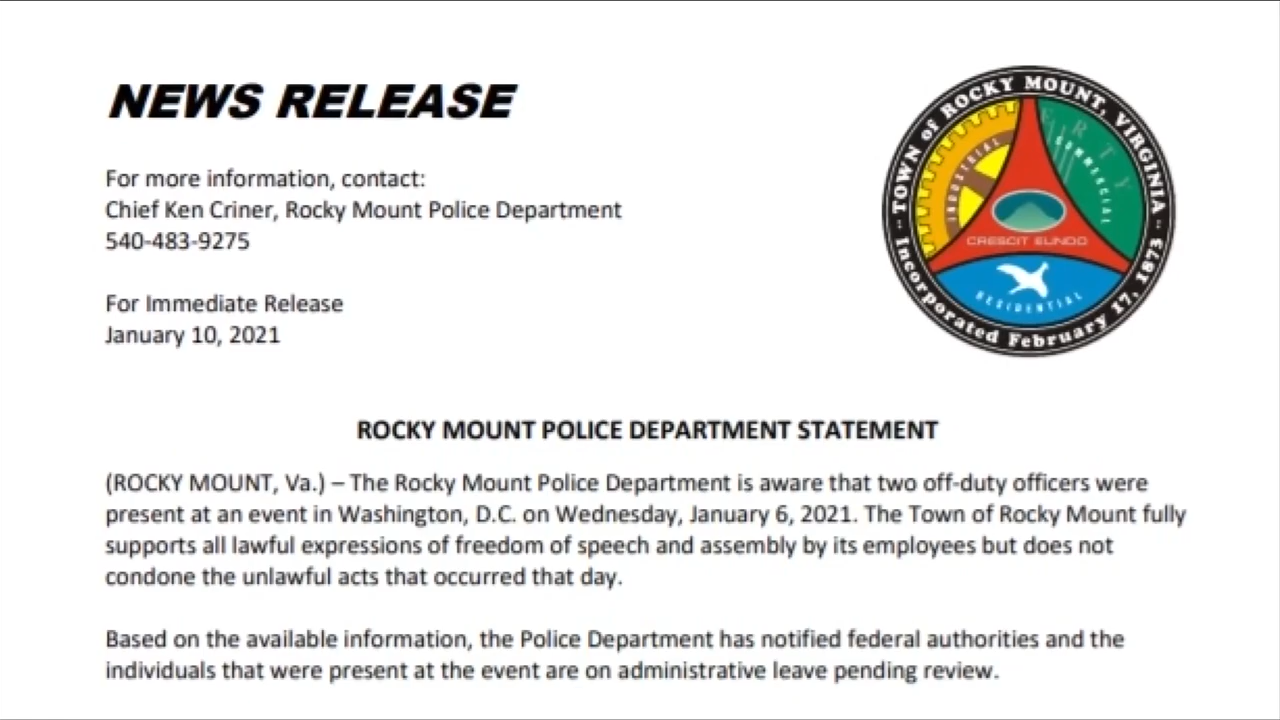 NEWS RELEASE
For more information, contact:
Chief Ken Criner, Rocky Mount Police Department
540-483-9275
For Immediate Release
January 10, 2021
TOWN of ROCKY MOUNT, VIRGINIA
INDUSTRIAL
COMMERCIAL
CRESCIT EUNDO
RESIDENTIAL
Incorporated February 17, 1873
ROCKY MOUNT POLICE DEPARTMENT STATEMENT
(ROCKY MOUNT, Va.) – The Rocky Mount Police Department is aware that two off-duty officers were
present at an event in Washington, D.C. on Wednesday, January 6, 2021. The Town of Rocky Mount fully
supports all lawful expressions of freedom of speech and assembly by its employees but does not
condone the unlawful acts that occurred that day.
Based on the available information, the Police Department has notified federal authorities and the
individuals that were present at the event are on administrative leave pending review.